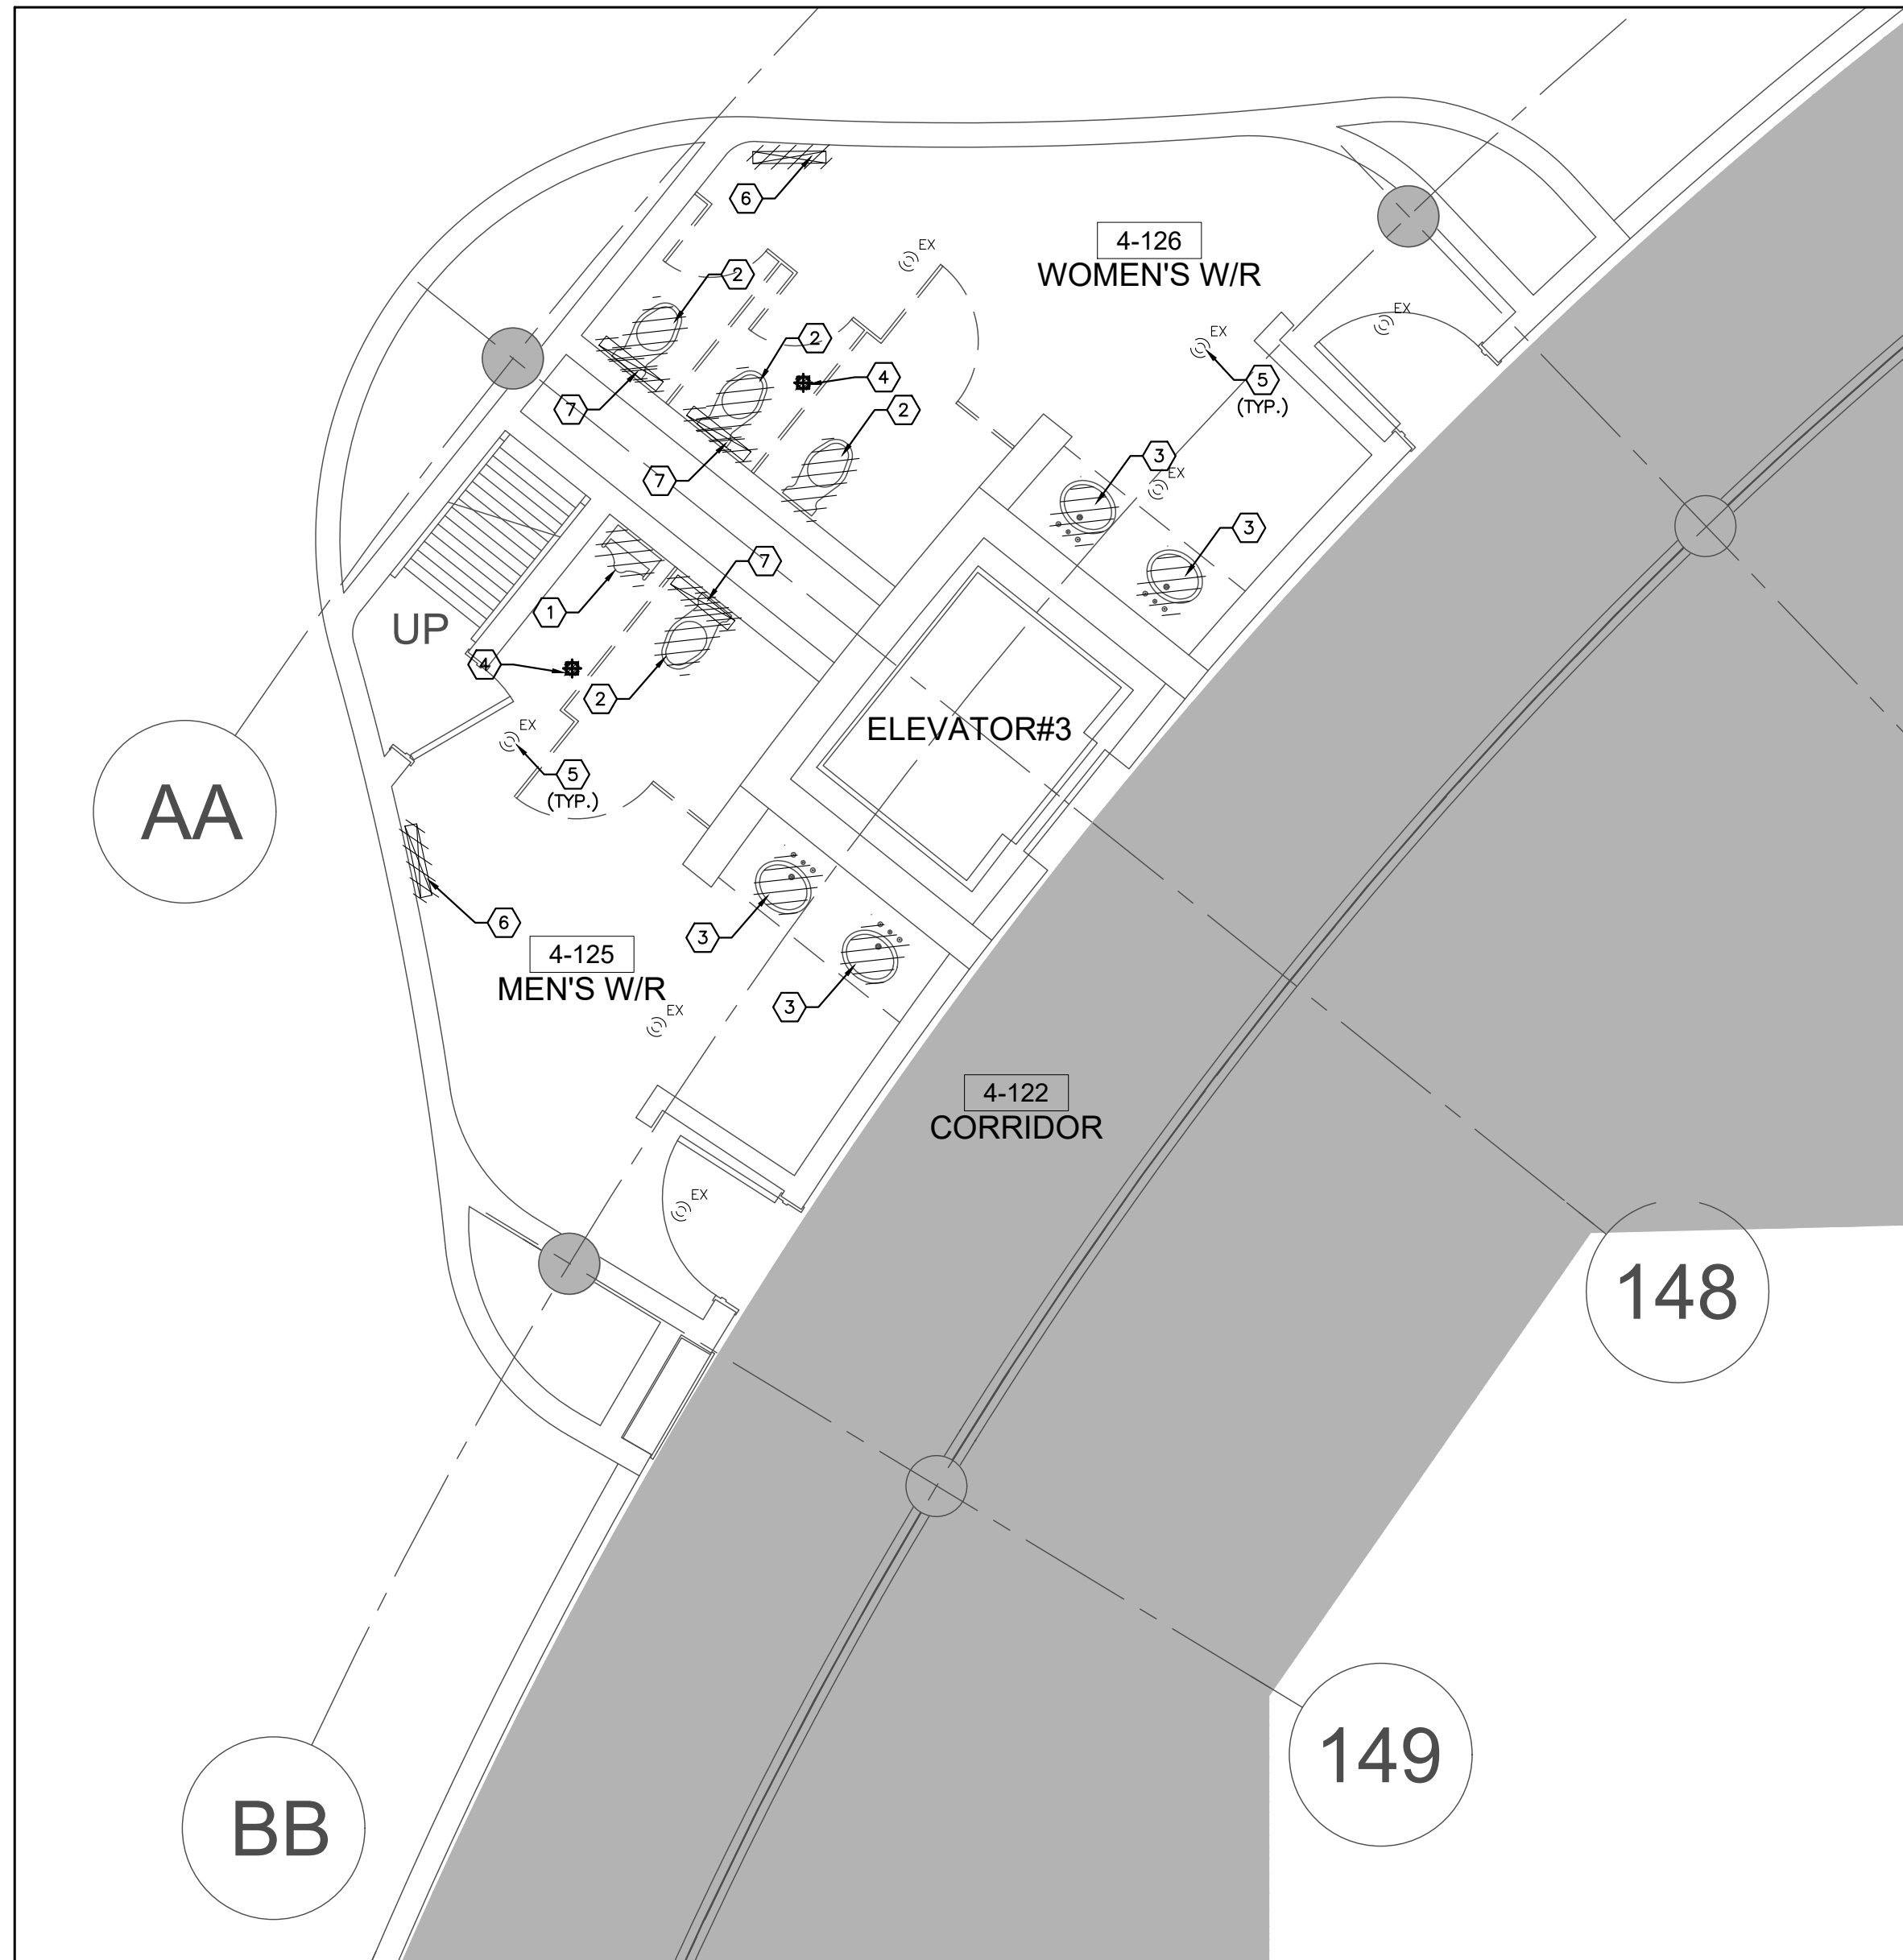 6
4-126
WOMEN'S W/R
EX
2
EX
EX
2
4
5
(TYP.)
2
7
3
EX
7
3
7
1
UP
4
2
ELEVATOR#3
EX
5
(TYP.)
AA
6
3
4-125
MEN'S W/R
3
EX
4-122
CORRIDOR
EX
148
149
BB